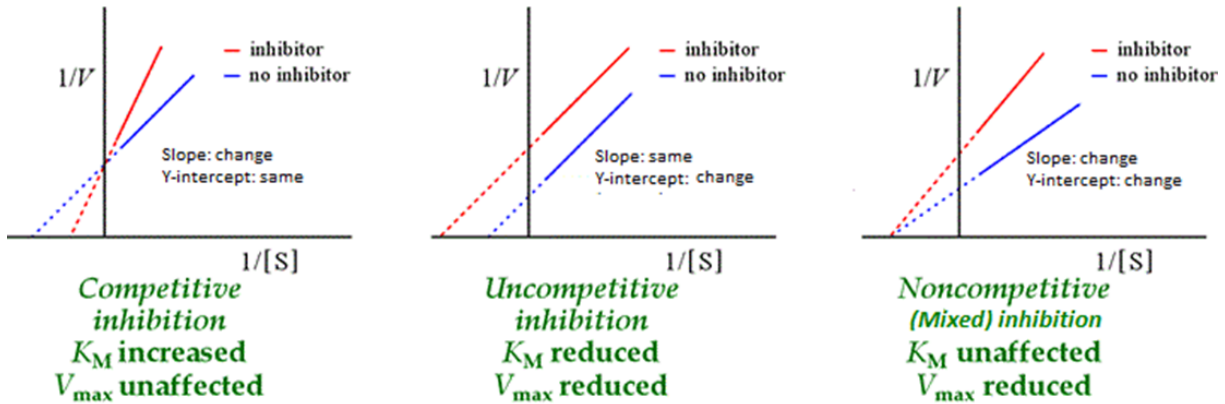 1/V
inhibitor
no inhibitor
Slope: change
Y-intercept: same
1/[S]
Competitive
inhibition
KM increased
Vmax unaffected
1/V
inhibitor
no inhibitor
Slope: same
Y-intercept: change
1/[S]
Uncompetitive
inhibition
KM reduced
Vmax reduced
1/V
inhibitor
no inhibitor
Slope: change
Y-intercept: change
1/[S]
Noncompetitive
(Mixed) inhibition
KM unaffected
Vmax reduced